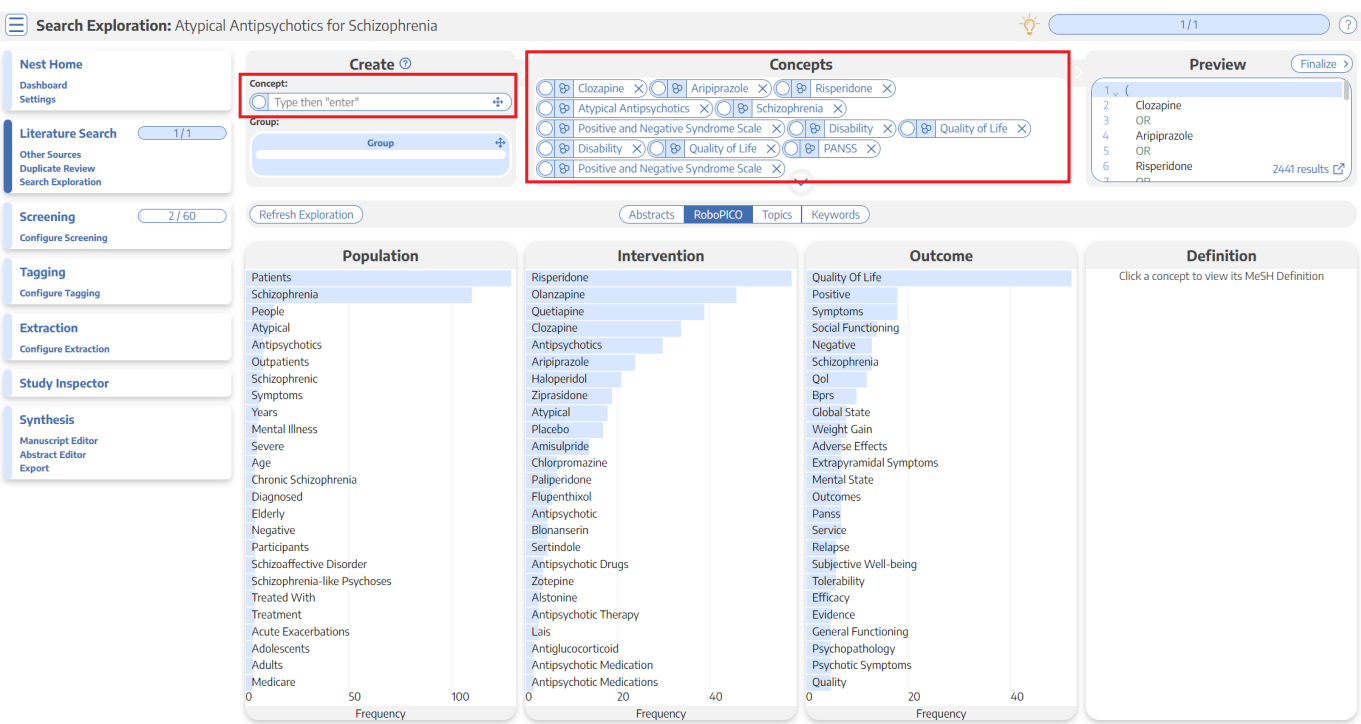 Search Exploration: Atypical Antipsychotics for Schizophrenia
1/1
?
Nest Home
Dashboard
Settings
Literature Search
1/1
Other Sources
Duplicate Review
Search Exploration
Screening
2/60
Configure Screening
Tagging
Configure Tagging
Extraction
Configure Extraction
Study Inspector
Synthesis
Manuscript Editor
Abstract Editor
Export
Create ?
Concept:
Type then "enter"
Group:
Group
Concepts
Clozapine Aripiprazole Risperidone
Atypical Antipsychotics Schizophrenia
Positive and Negative Syndrome Scale Disability Quality of Life
Disability Quality of Life PANSS
Positive and Negative Syndrome Scale
Preview
Finalize
1 (
2 Clozapine
3 OR
4 Aripiprazole
5 OR
6 Risperidone
7 OR
2441 results
Refresh Exploration
Abstracts RoboPICO Topics Keywords
Population
Patients
Schizophrenia
People
Atypical
Antipsychotics
Outpatients
Schizophrenic
Symptoms
Years
Mental Illness
Severe
Age
Chronic Schizophrenia
Diagnosed
Elderly
Negative
Participants
Schizoaffective Disorder
Schizophrenia-like Psychoses
Treated With
Treatment
Acute Exacerbations
Adolescents
Adults
Medicare
0 50 100
Frequency
Intervention
Risperidone
Olanzapine
Quetiapine
Clozapine
Antipsychotics
Aripiprazole
Haloperidol
Ziprasidone
Atypical
Placebo
Amisulpride
Chlorpromazine
Paliperidone
Flupenthixol
Antipsychotic
Blonanserin
Sertindole
Antipsychotic Drugs
Zotepine
Alstonine
Antipsychotic Therapy
Lais
Antiglucocorticoid
Antipsychotic Medication
Antipsychotic Medications
0 20 40
Frequency
Outcome
Quality Of Life
Positive
Symptoms
Social Functioning
Negative
Schizophrenia
Qol
Bprs
Global State
Weight Gain
Adverse Effects
Extrapyramidal Symptoms
Mental State
Outcomes
Panss
Service
Relapse
Subjective Well-being
Tolerability
Efficacy
Evidence
General Functioning
Psychopathology
Psychotic Symptoms
Quality
0 20 40
Frequency
Definition
Click a concept to view its MeSH Definition